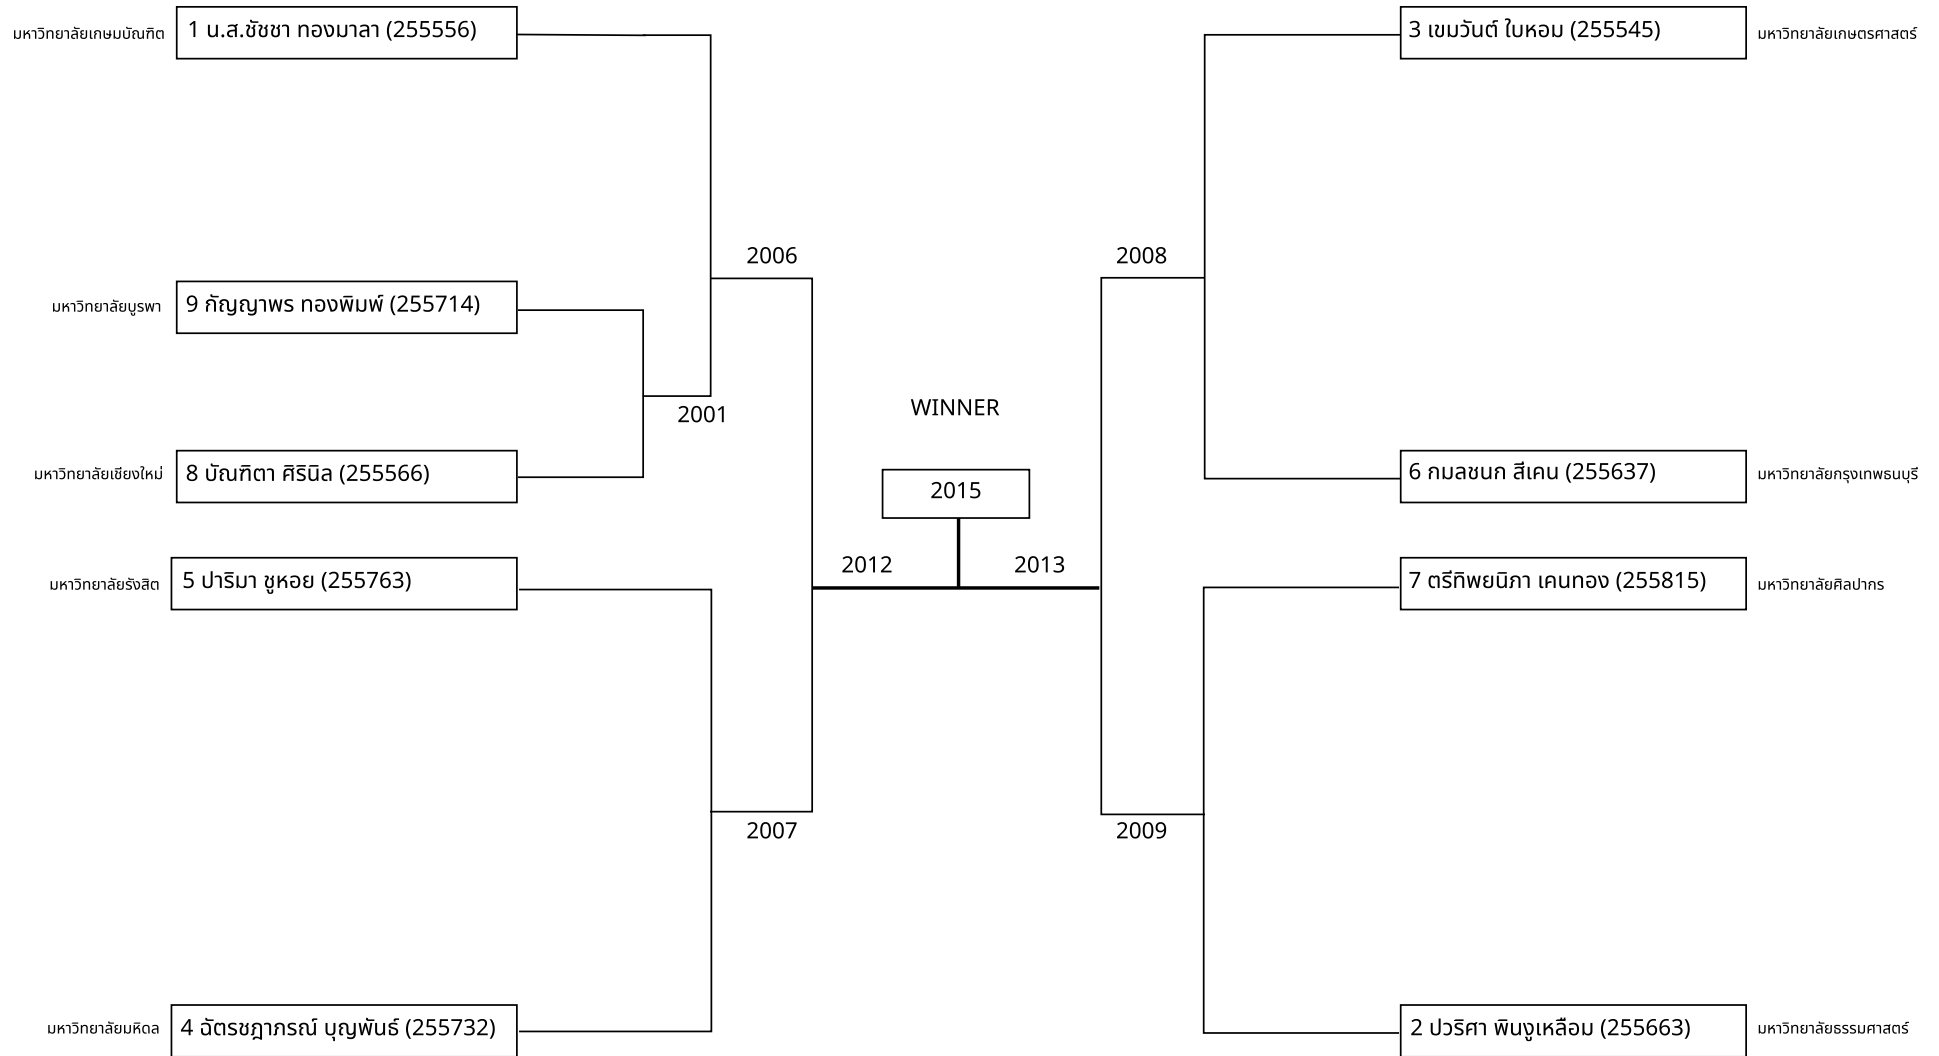 มหาวิทยาลัยเกษมบัณฑิต
1 น.ส.ชัชชา ทองมาลา (255556)
3 เขมวันต์ ใบหอม (255545)
มหาวิทยาลัยเกษตรศาสตร์
2006
2008
มหาวิทยาลัยบูรพา
9 กัญญาพร ทองพิมพ์ (255714)
2001
WINNER
มหาวิทยาลัยเชียงใหม่
8 บัณฑิตา ศิรินิล (255566)
2015
6 กมลชนก สีเคน (255637)
มหาวิทยาลัยกรุงเทพธนบุรี
2012
2013
มหาวิทยาลัยรังสิต
5 ปาริมา ชูหอย (255763)
7 ตรีทิพยนิภา เคนทอง (255815)
มหาวิทยาลัยศิลปากร
2007
2009
มหาวิทยาลัยมหิดล
4 ฉัตรชฎาภรณ์ บุญพันธ์ (255732)
2 ปวริศา พินงูเหลือม (255663)
มหาวิทยาลัยธรรมศาสตร์